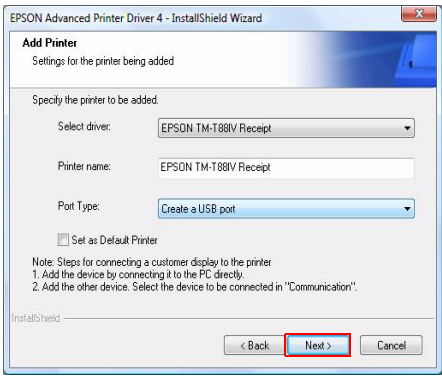 EPSON Advanced Printer Driver 4 - InstallShield Wizard
Add Printer
Settings for the printer being added
Specify the printer to be added.
Select driver: EPSON TM-T88IV Receipt
Printer name: EPSON TM-T88IV Receipt
Port Type: Create a USB port
Set as Default Printer
Note: Steps for connecting a customer display to the printer
1. Add the device by connecting it to the PC directly.
2. Add the other device. Select the device to be connected in "Communication".
InstallShield
< Back Next > Cancel